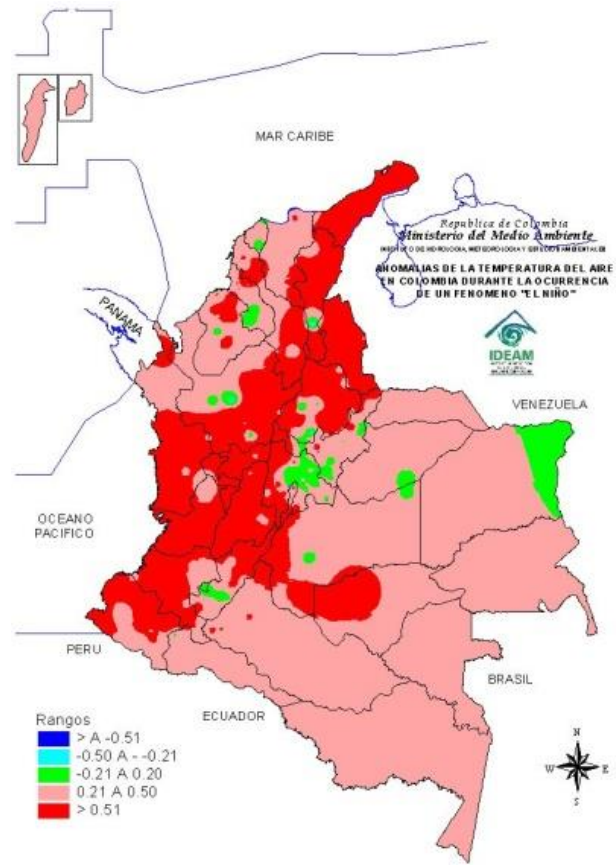 MAR CARIBE
Republica de Colombia
Ministerio del Medio Ambiente
ANOMALIAS DE LA TEMPERATURA DEL AIRE
EN COLOMBIA DURANTE LA OCURRENCIA
DE UN FENOMENO "EL NIÑO"
PANAMA
IDEAM
VENEZUELA
OCEANO
PACIFICO
PERU
BRASIL
ECUADOR
Rangos
> A -0.51
-0.50 A --0.21
-0.21 A 0.20
0.21 A 0.50
> 0.51
N
W E
S